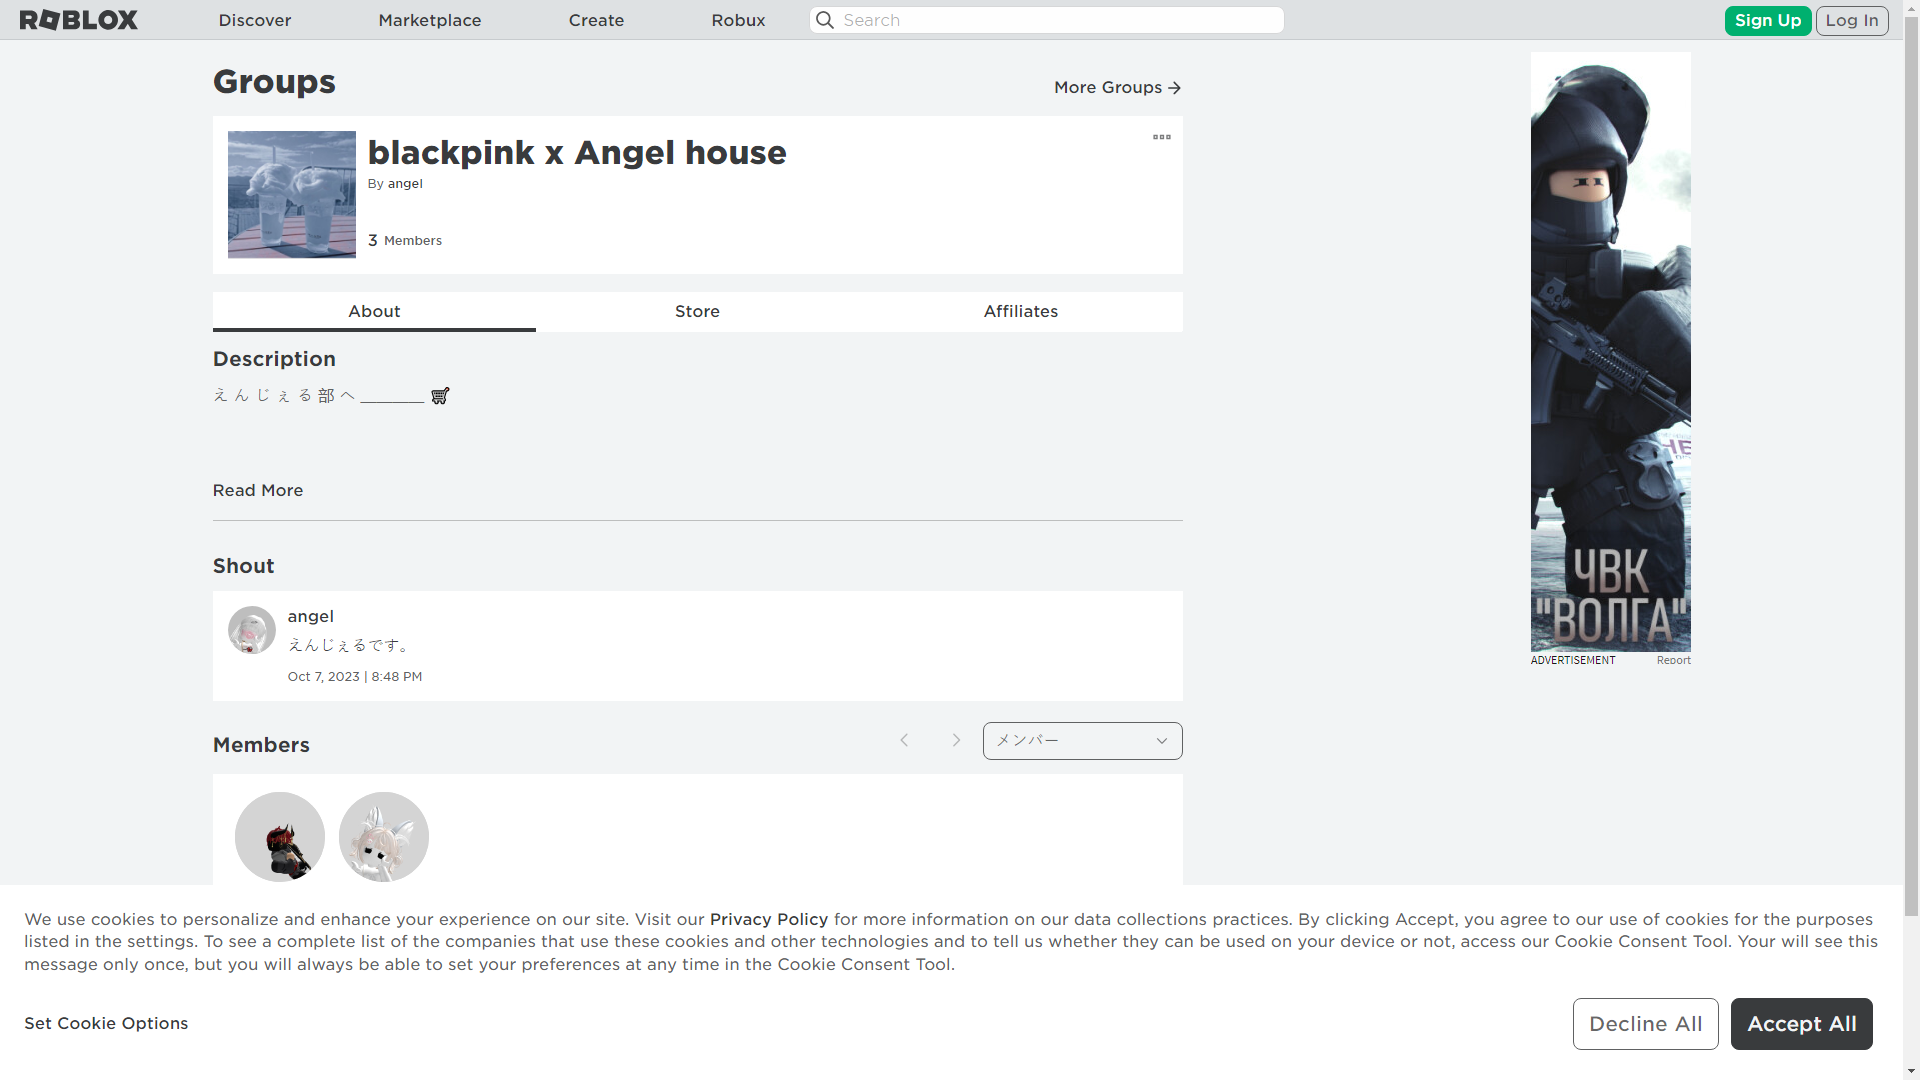 ROBLOX
Discover
Marketplace
Create
Robux
Search
Sign Up
Log In
Groups
More Groups
blackpink x Angel house
By angel
3 Members
About
Store
Affiliates
Description
え ん じ ぇ る 部 へ ______ 🛒
Read More
Shout
angel
えんじぇるです。
Oct 7, 2023 | 8:48 PM
Members
メンバー
ЧВК
"ВОЛГА"
ADVERTISEMENT
Report
We use cookies to personalize and enhance your experience on our site. Visit our Privacy Policy for more information on our data collections practices. By clicking Accept, you agree to our use of cookies for the purposes
listed in the settings. To see a complete list of the companies that use these cookies and other technologies and to tell us whether they can be used on your device or not, access our Cookie Consent Tool. Your will see this
message only once, but you will always be able to set your preferences at any time in the Cookie Consent Tool.
Set Cookie Options
Decline All
Accept All